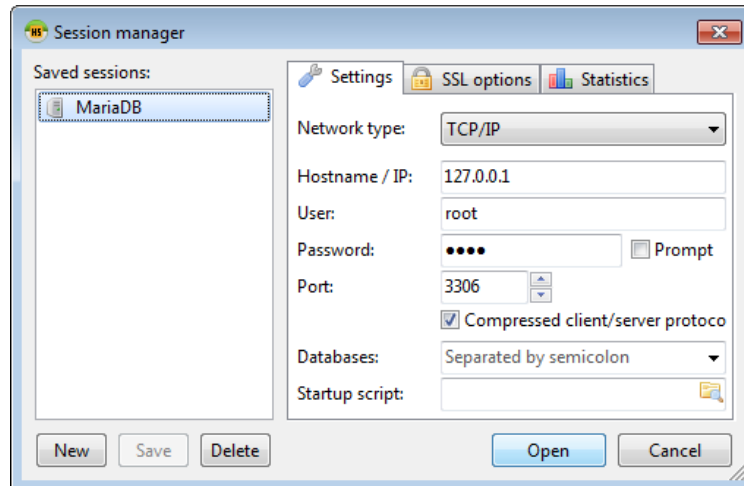 HS Session manager
Saved sessions:
MariaDB
Settings SSL options Statistics
Network type: TCP/IP
Hostname / IP: 127.0.0.1
User: root
Password: ●●●● Prompt
Port: 3306
Compressed client/server protoco
Databases: Separated by semicolon
Startup script:
New Save Delete Open Cancel